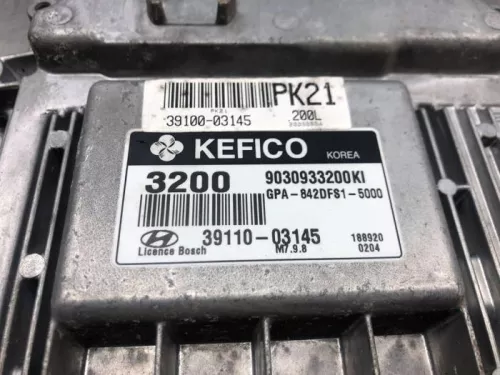 PK21
PK21
39100-03145
200L
KEFICO
KOREA
3200
9030933200KI
GPA-842DFS1-5000
39110-03145
188920
Licence Bosch
M7.9.8
0204